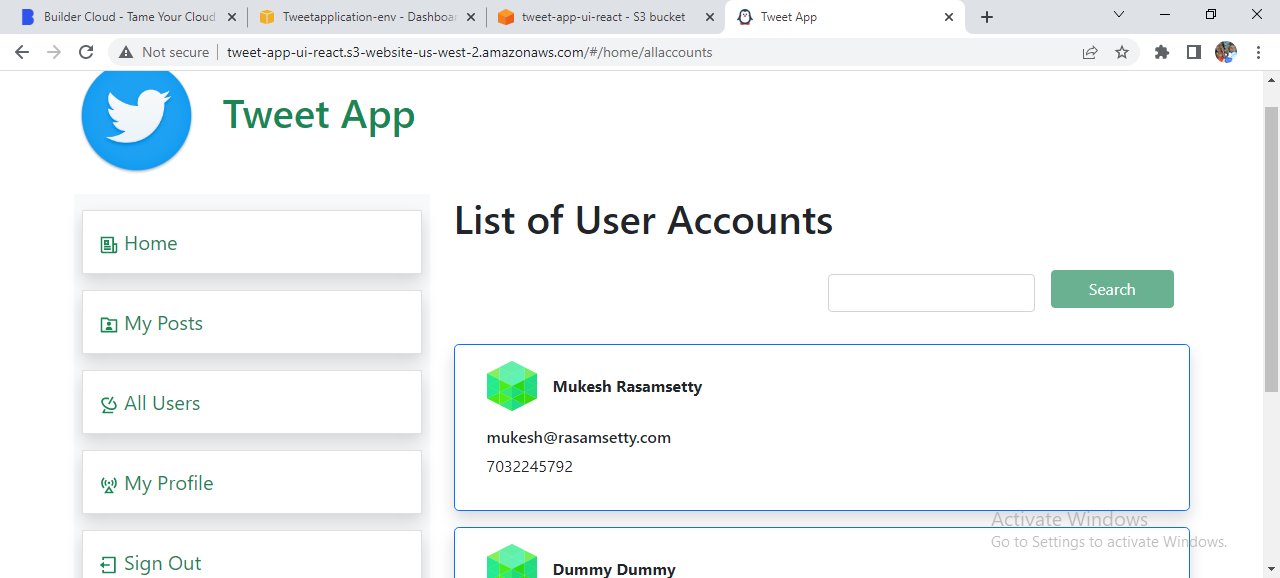 Builder Cloud - Tame Your Cloud
Tweetapplication-env - Dashboar
tweet-app-ui-react - S3 bucket
Tweet App
Not secure
tweet-app-ui-react.s3-website-us-west-2.amazonaws.com/#/home/allaccounts
Tweet App
Home
My Posts
All Users
My Profile
Sign Out
List of User Accounts
Search
Mukesh Rasamsetty
mukesh@rasamsetty.com
7032245792
Dummy Dummy
Activate Windows
Go to Settings to activate Windows.